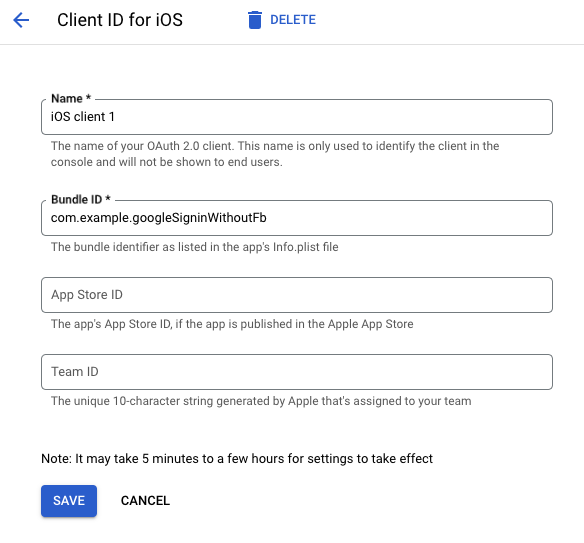 Client ID for iOS
DELETE
Name *
iOS client 1
The name of your OAuth 2.0 client. This name is only used to identify the client in the
console and will not be shown to end users.
Bundle ID *
com.example.googleSigninWithoutFb
The bundle identifier as listed in the app's Info.plist file
App Store ID
The app's App Store ID, if the app is published in the Apple App Store
Team ID
The unique 10-character string generated by Apple that's assigned to your team
Note: It may take 5 minutes to a few hours for settings to take effect
SAVE
CANCEL